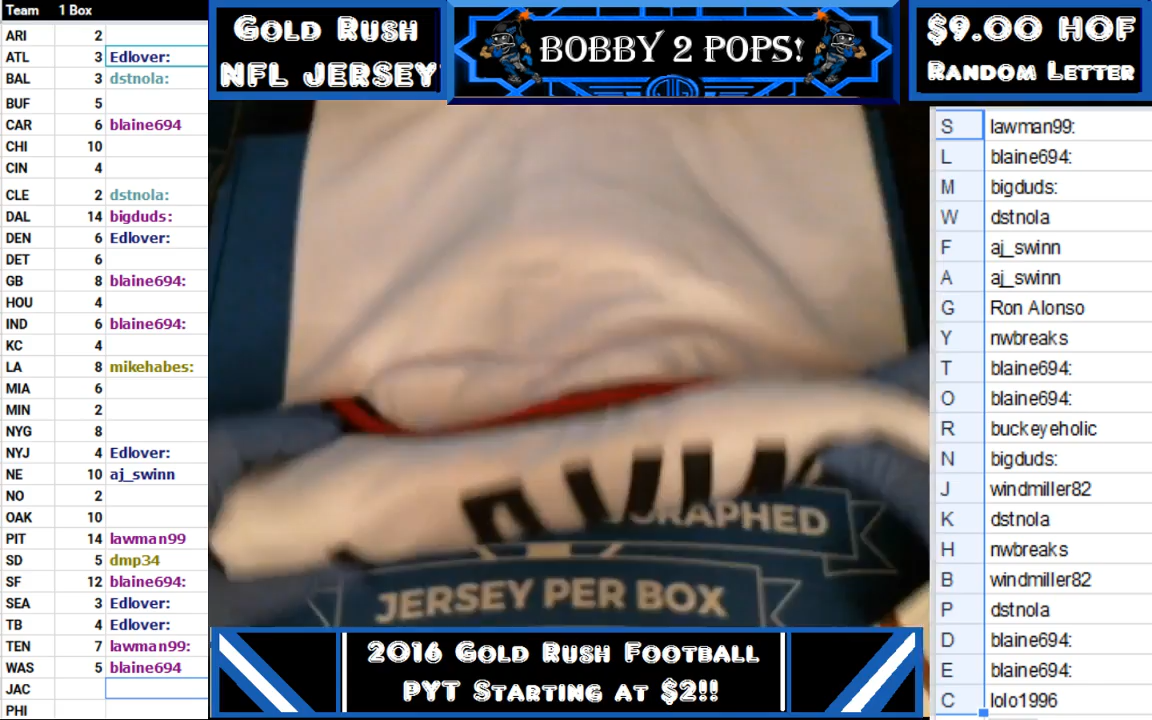 Team 1 Box
ARI 2
ATL 3 Edlover:
BAL 3 dstnola:
BUF 5
CAR 6 blaine694
CHI 10
CIN 4
CLE 2 dstnola:
DAL 14 bigduds:
DEN 6 Edlover:
DET 6
GB 8 blaine694:
HOU 4
IND 6 blaine694:
KC 4
LA 8 mikehabes:
MIA 6
MIN 2
NYG 8
NYJ 4 Edlover:
NE 10 aj_swinn
NO 2
OAK 10
PIT 14 lawman99
SD 5 dmp34
SF 12 blaine694:
SEA 3 Edlover:
TB 4 Edlover:
TEN 7 lawman99:
WAS 5 blaine694
JAC
PHI
GOLD RUSH
NFL JERSEY
BOBBY 2 POPS!
JERSEY PER BOX
2016 GOLD RUSH FOOTBALL
PYT STARTING AT $2!!
$9.00 HOF
RANDOM LETTER
S lawman99:
L blaine694:
M bigduds:
W dstnola
F aj_swinn
A aj_swinn
G Ron Alonso
Y nwbreaks
T blaine694:
O blaine694:
R buckeyeholic
N bigduds:
J windmiller82
K dstnola
H nwbreaks
B windmiller82
P dstnola
D blaine694:
E blaine694:
C lolo1996